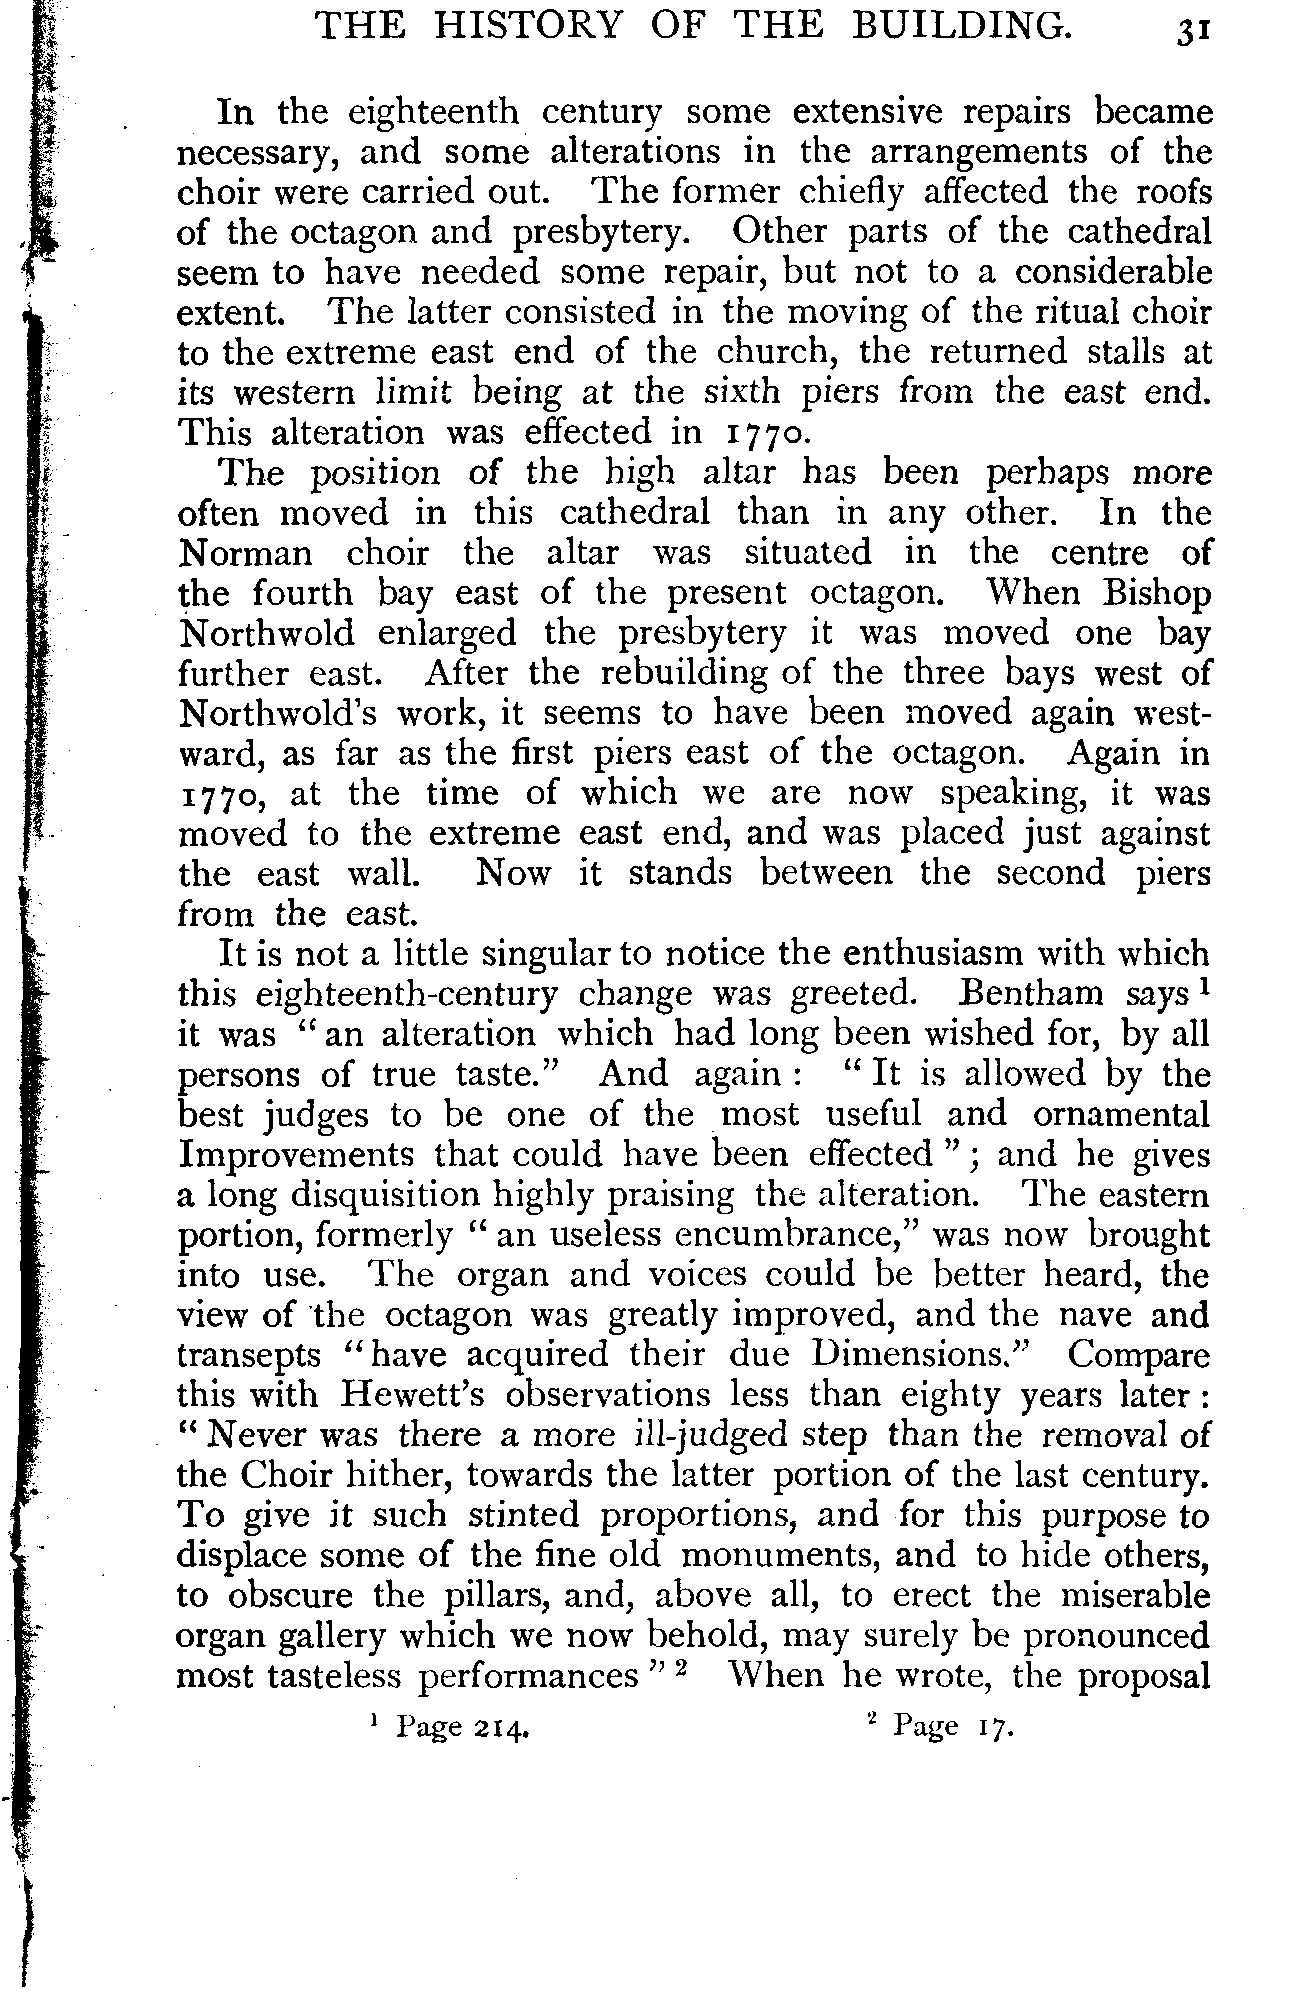 THE HISTORY OF THE BUILDING. 31
In the eighteenth century some extensive repairs became
necessary, and some alterations in the arrangements of the
choir were carried out. The former chiefly affected the roofs
of the octagon and presbytery. Other parts of the cathedral
seem to have needed some repair, but not to a considerable
extent. The latter consisted in the moving of the ritual choir
to the extreme east end of the church, the returned stalls at
its western limit being at the sixth piers from the east end.
This alteration was effected in 1770.
The position of the high altar has been perhaps more
often moved in this cathedral than in any other. In the
Norman choir the altar was situated in the centre of
the fourth bay east of the present octagon. When Bishop
Northwold enlarged the presbytery it was moved one bay
further east. After the rebuilding of the three bays west of
Northwold's work, it seems to have been moved again west-
ward, as far as the first piers east of the octagon. Again in
1770, at the time of which we are now speaking, it was
moved to the extreme east end, and was placed just against
the east wall. Now it stands between the second piers
from the east.
It is not a little singular to notice the enthusiasm with which
this eighteenth-century change was greeted. Bentham says ¹
it was "an alteration which had long been wished for, by all
persons of true taste." And again : "It is allowed by the
best judges to be one of the most useful and ornamental
Improvements that could have been effected"; and he gives
a long disquisition highly praising the alteration. The eastern
portion, formerly "an useless encumbrance," was now brought
into use. The organ and voices could be better heard, the
view of the octagon was greatly improved, and the nave and
transepts "have acquired their due Dimensions." Compare
this with Hewett's observations less than eighty years later :
"Never was there a more ill-judged step than the removal of
the Choir hither, towards the latter portion of the last century.
To give it such stinted proportions, and for this purpose to
displace some of the fine old monuments, and to hide others,
to obscure the pillars, and, above all, to erect the miserable
organ gallery which we now behold, may surely be pronounced
most tasteless performances" ² When he wrote, the proposal
¹ Page 214. ² Page 17.